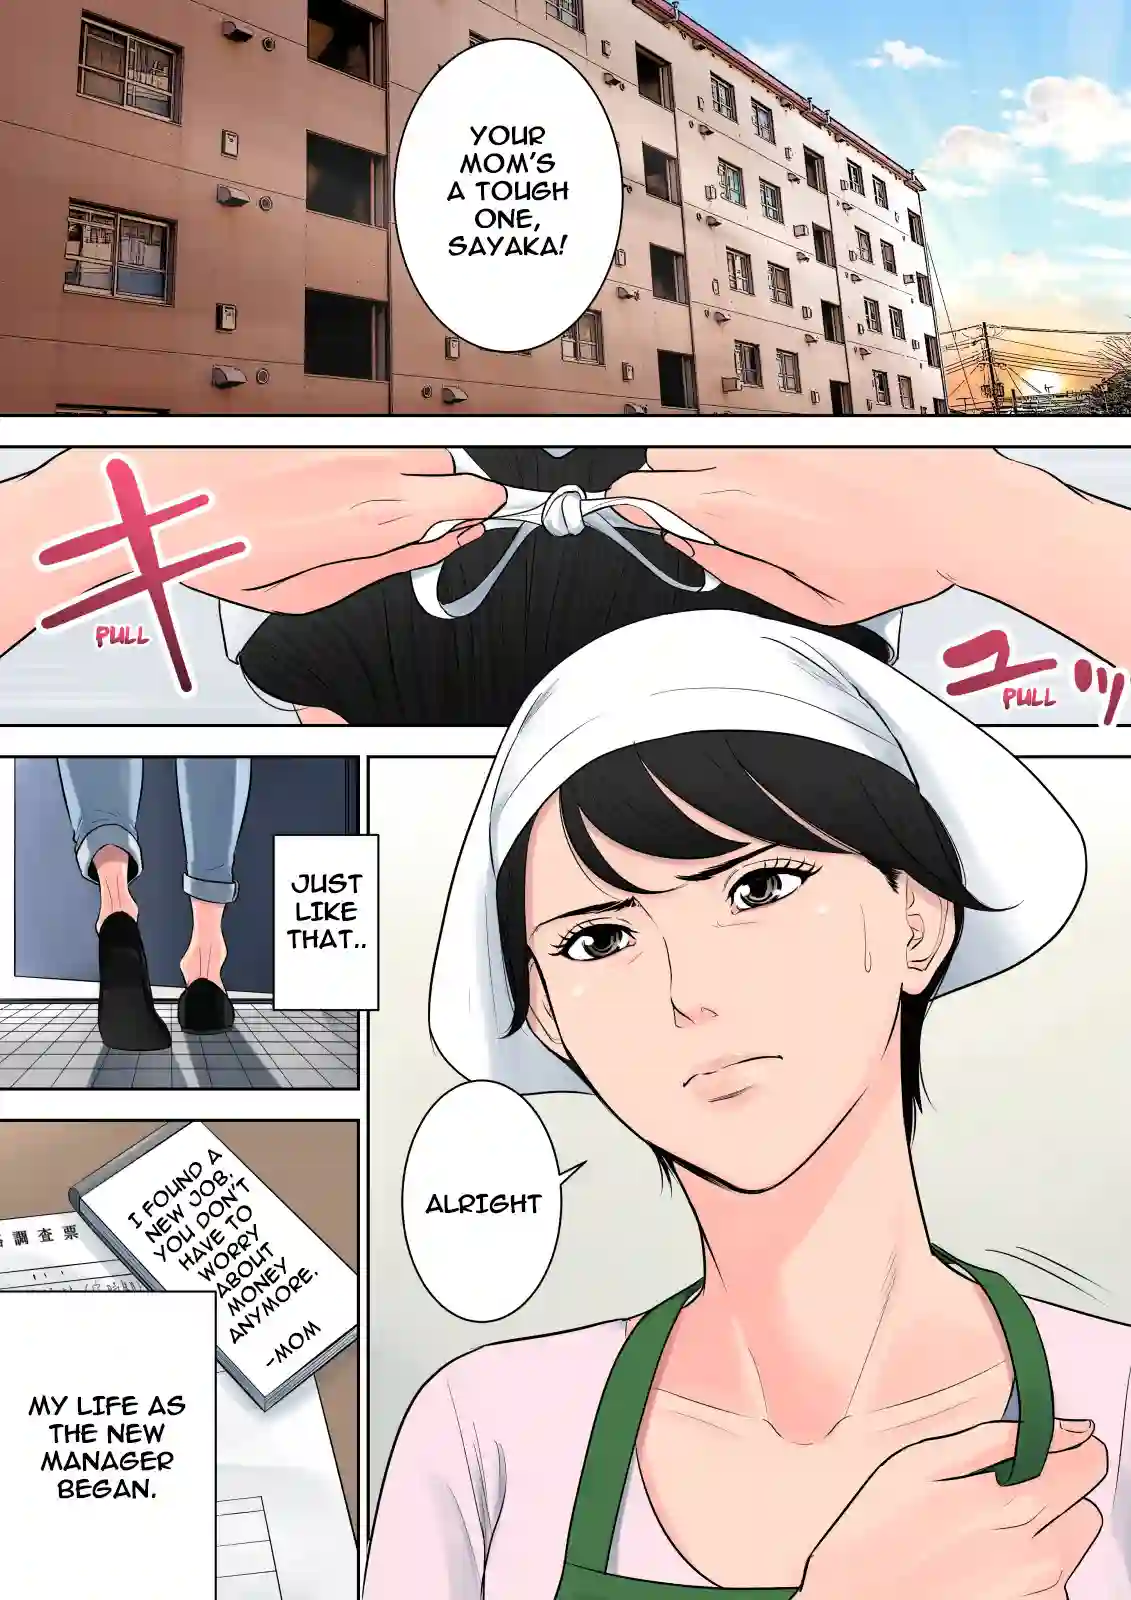 YOUR
MOM'S
A TOUGH
ONE,
SAYAKA!
キ
PULL
ュッ
PULL
JUST
LIKE
THAT..
ALRIGHT
I FOUND A
NEW JOB.
YOU DON'T
HAVE TO
WORRY
ABOUT
MONEY
ANYMORE.
-MOM
調査票
MY LIFE AS
THE NEW
MANAGER
BEGAN.